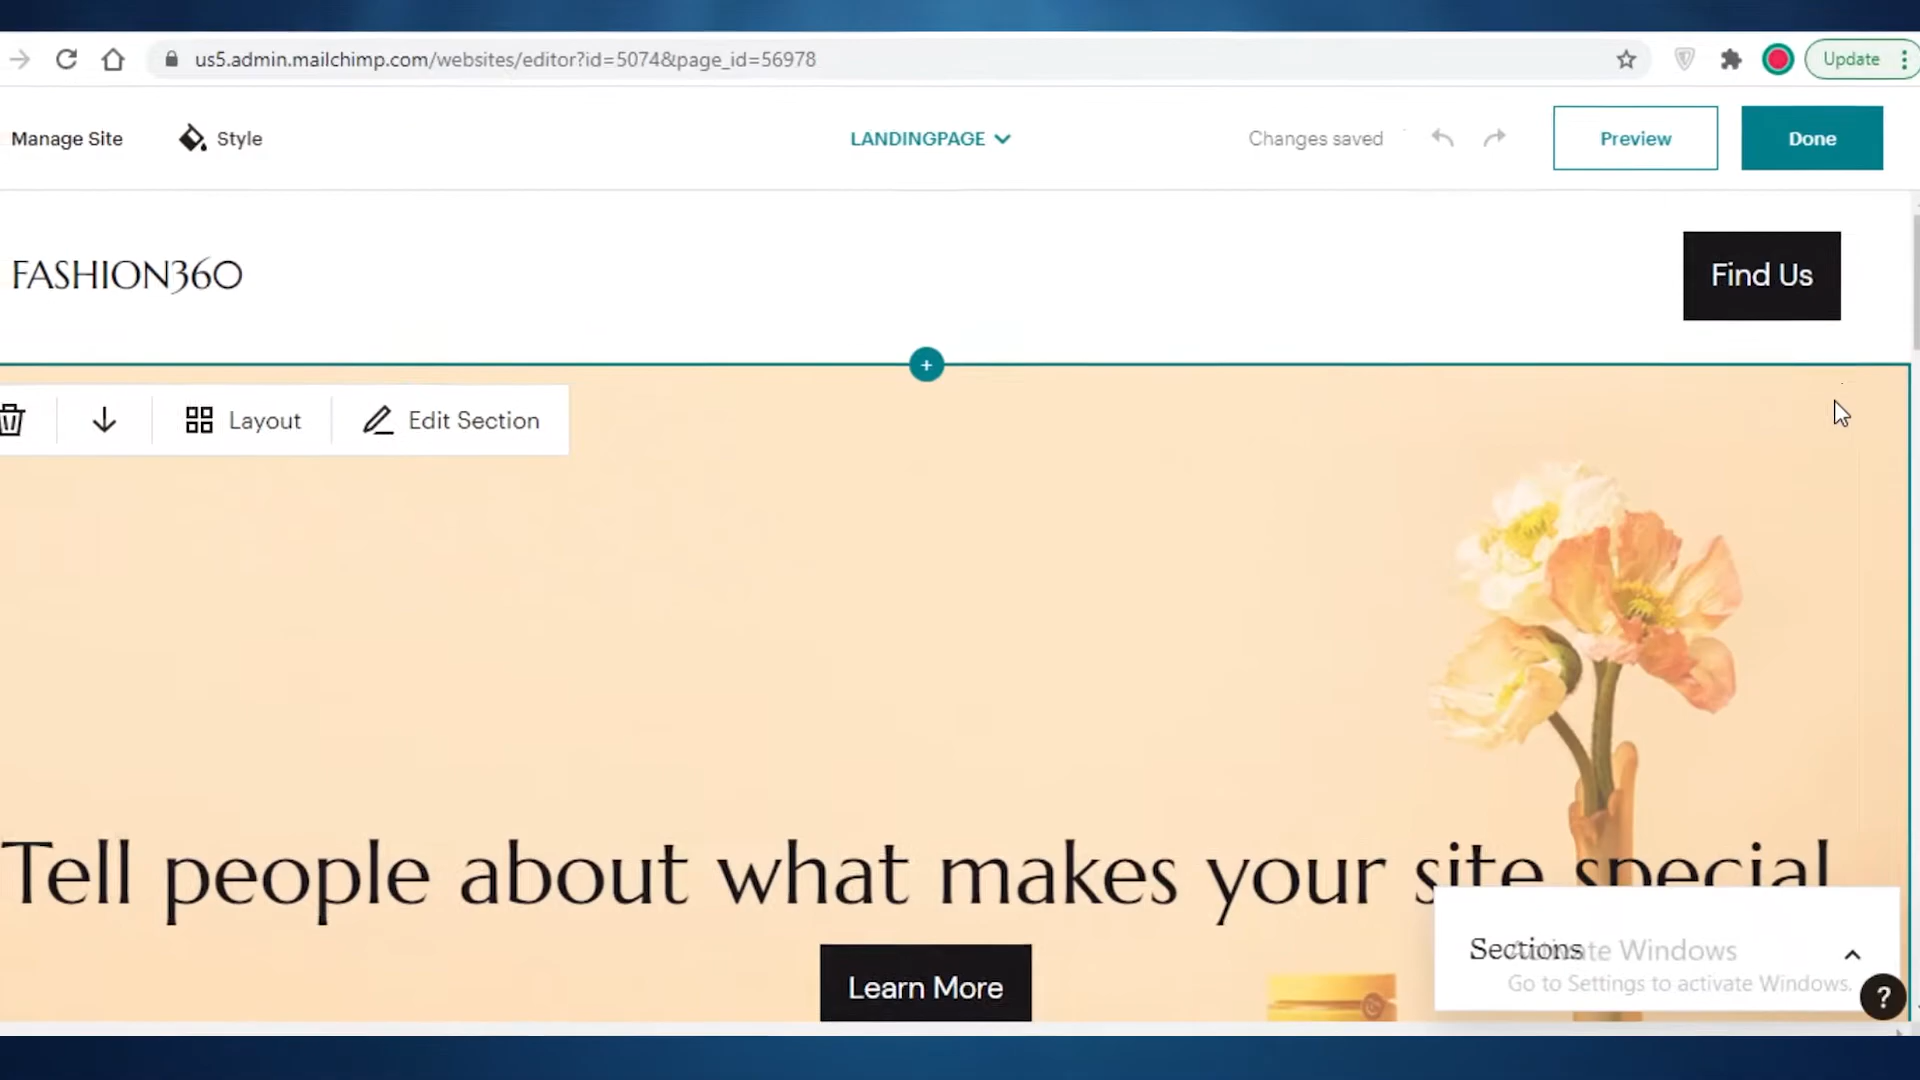 us5.admin.mailchimp.com/websites/editor?id=5074&page_id=56978
Update
Manage Site
Style
LANDINGPAGE
Changes saved
Preview
Done
FASHION360
Find Us
+
Layout
Edit Section
Tell people about what makes your site special
Learn More
Sections
Activate Windows
Go to Settings to activate Windows.
?